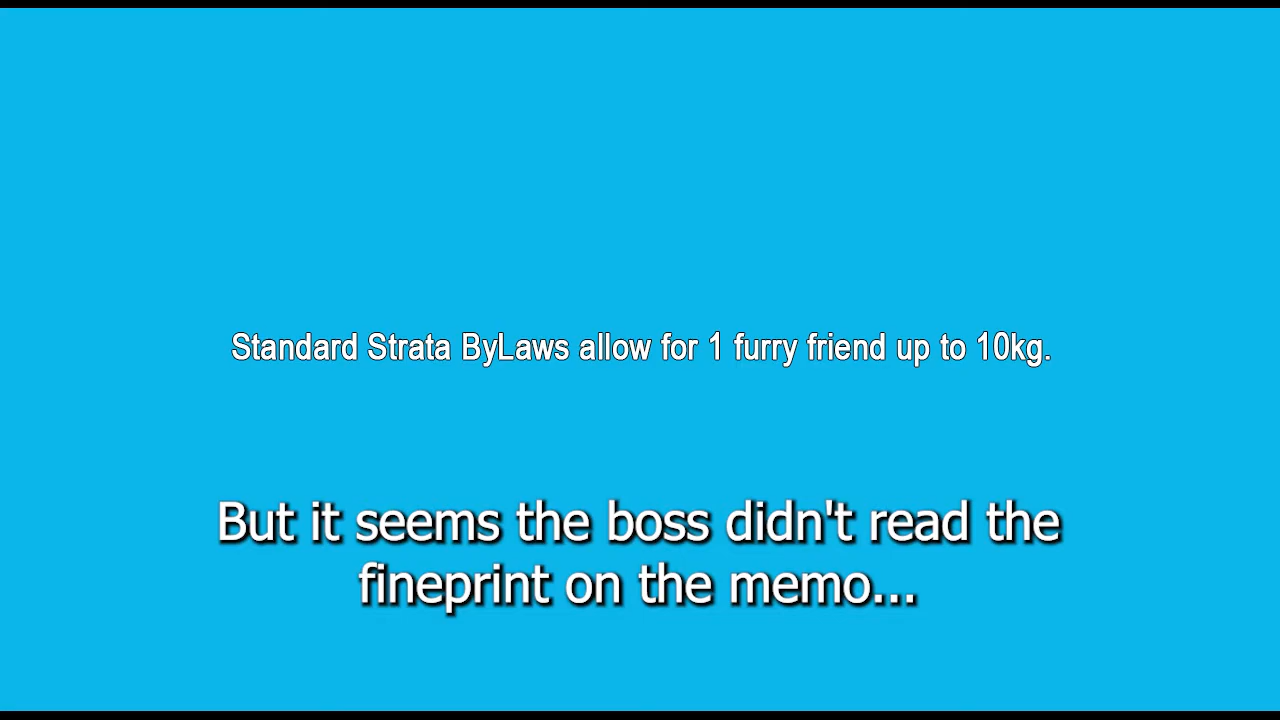 Standard Strata ByLaws allow for 1 furry friend up to 10kg.
But it seems the boss didn't read the
fineprint on the memo...